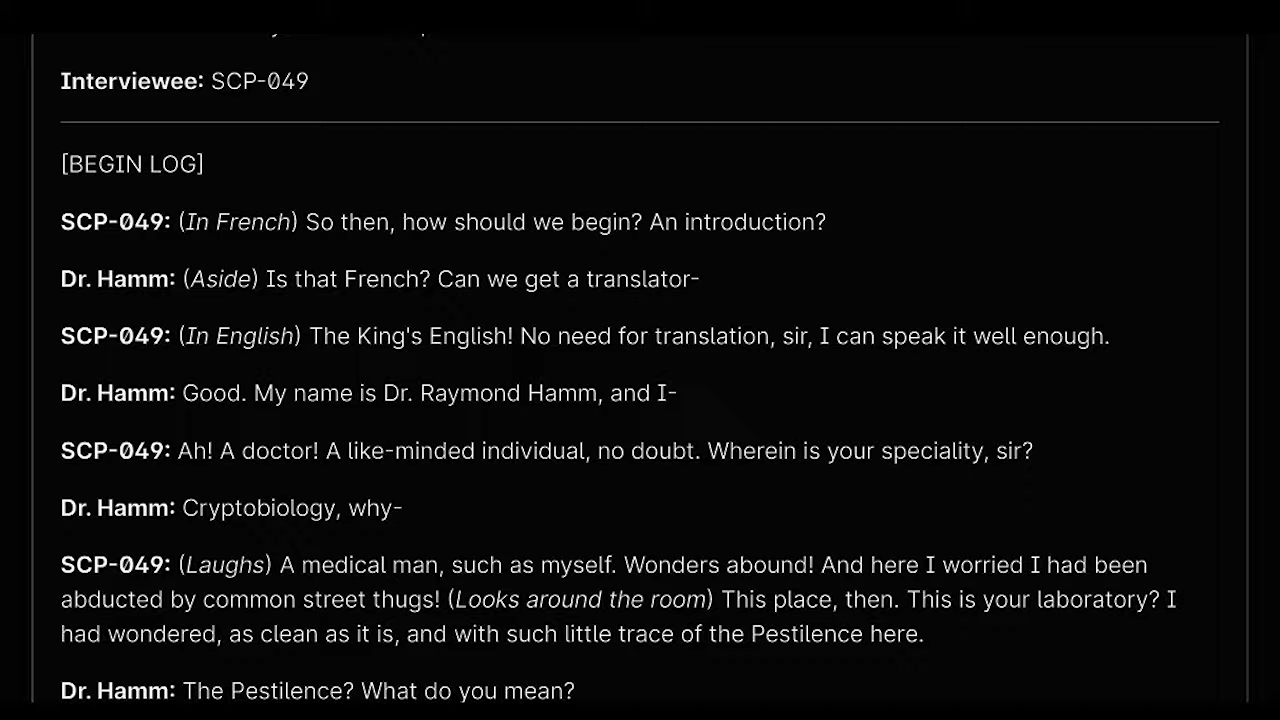 Interviewee: SCP-049
[BEGIN LOG]
SCP-049: (In French) So then, how should we begin? An introduction?
Dr. Hamm: (Aside) Is that French? Can we get a translator-
SCP-049: (In English) The King's English! No need for translation, sir, I can speak it well enough.
Dr. Hamm: Good. My name is Dr. Raymond Hamm, and I-
SCP-049: Ah! A doctor! A like-minded individual, no doubt. Wherein is your speciality, sir?
Dr. Hamm: Cryptobiology, why-
SCP-049: (Laughs) A medical man, such as myself. Wonders abound! And here I worried I had been
abducted by common street thugs! (Looks around the room) This place, then. This is your laboratory? I
had wondered, as clean as it is, and with such little trace of the Pestilence here.
Dr. Hamm: The Pestilence? What do you mean?